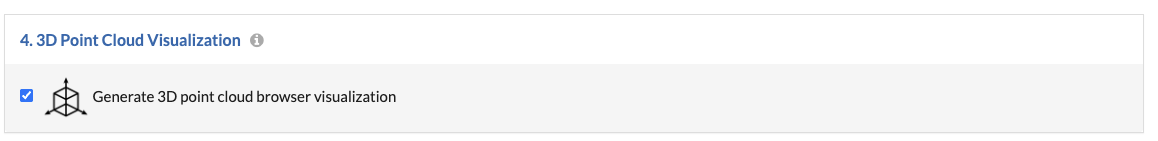 4. 3D Point Cloud Visualization
Generate 3D point cloud browser visualization